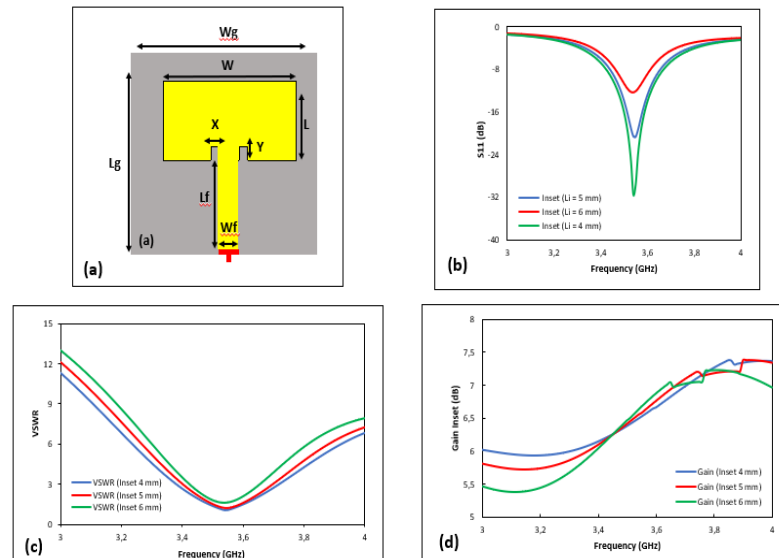 (a)
Wg
W
X
Y
L
Lg
Lf
Wf
(a)
(a)
(b)
0
-8
-16
-24
-32
-40
S11 (dB)
Inset (Li = 5 mm)
Inset (Li = 6 mm)
Inset (Li = 4 mm)
3
3,2
3,4
3,6
3,8
4
Frequency (GHz)
(b)
15
12
9
6
3
0
VSWR
VSWR (Inset 4 mm)
VSWR (Inset 5 mm)
VSWR (Inset 6mm)
3
3,2
3,4
3,6
3,8
4
Frequency (GHz)
(c)
8
7,5
7
6,5
6
5,5
5
Gain Inset (dB)
Gain (Inset 4 mm)
Gain (Inset 5 mm)
Gain (Inset 6 mm)
3
3,2
3,4
3,6
3,8
4
Frequency (GHz)
(d)